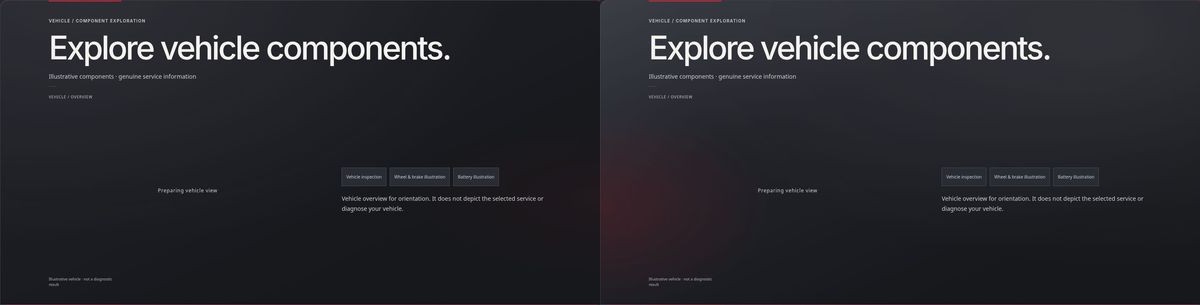 VEHICLE / COMPONENT EXPLORATION
Explore vehicle components.
Illustrative components · genuine service information
VEHICLE / OVERVIEW
Preparing vehicle view
Vehicle inspection
Wheel & brake illustration
Battery illustration
Vehicle overview for orientation. It does not depict the selected service or
diagnose your vehicle.
Illustrative vehicle · not a diagnostic
result
VEHICLE / COMPONENT EXPLORATION
Explore vehicle components.
Illustrative components · genuine service information
VEHICLE / OVERVIEW
Preparing vehicle view
Vehicle inspection
Wheel & brake illustration
Battery illustration
Vehicle overview for orientation. It does not depict the selected service or
diagnose your vehicle.
Illustrative vehicle · not a diagnostic
result